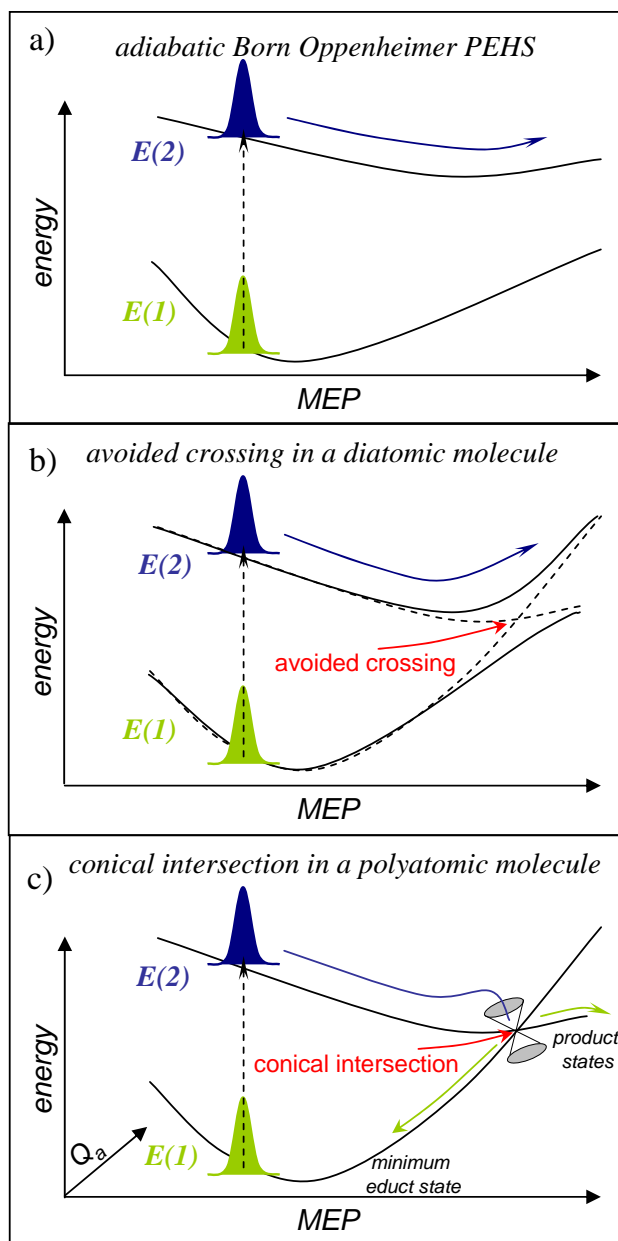 a)
adiabatic Born Oppenheimer PEHS
E(2)
energy
E(1)
MEP
b)
avoided crossing in a diatomic molecule
E(2)
energy
avoided crossing
E(1)
MEP
c)
conical intersection in a polyatomic molecule
E(2)
energy
conical intersection
product
states
Qa
E(1)
minimum
educt state
MEP